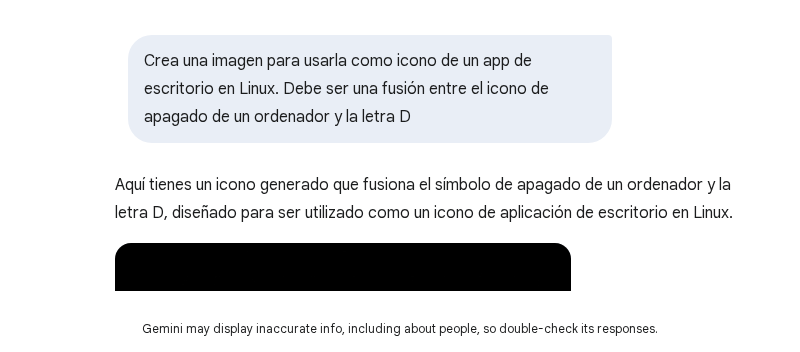 Crea una imagen para usarla como icono de un app de
escritorio en Linux. Debe ser una fusión entre el icono de
apagado de un ordenador y la letra D
Aquí tienes un icono generado que fusiona el símbolo de apagado de un ordenador y la
letra D, diseñado para ser utilizado como un icono de aplicación de escritorio en Linux.
Gemini may display inaccurate info, including about people, so double-check its responses.